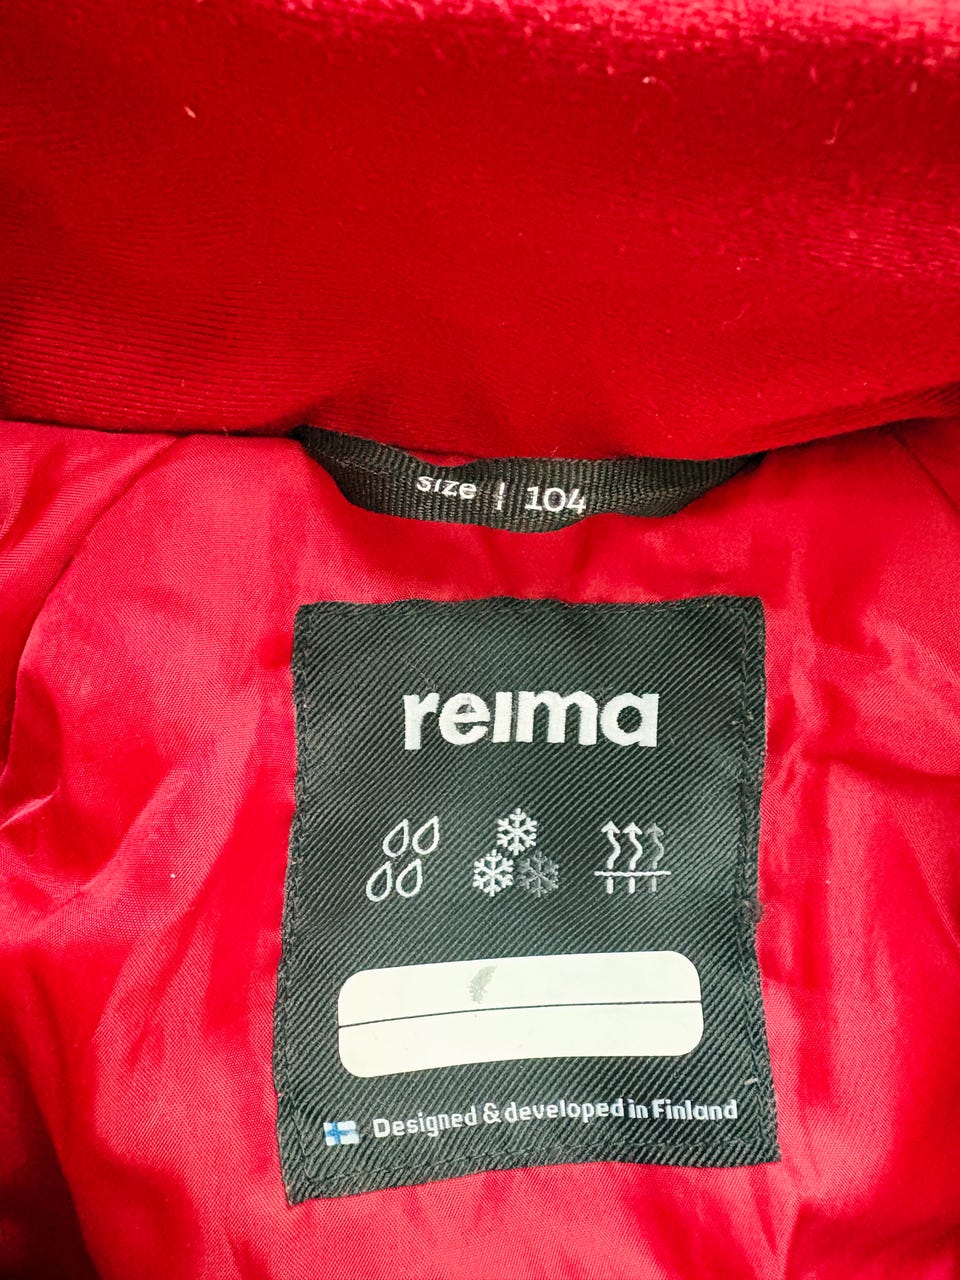 size | 104
reima
Designed & developed in Finland